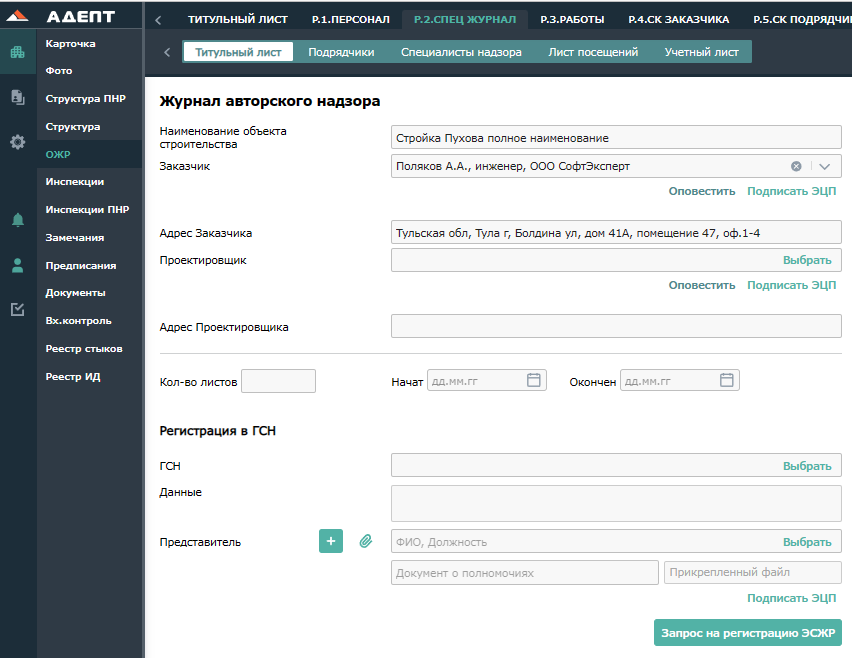 АДЕПТ
ТИТУЛЬНЫЙ ЛИСТ Р.1.ПЕРСОНАЛ Р.2.СПЕЦ ЖУРНАЛ Р.3.РАБОТЫ Р.4.СК ЗАКАЗЧИКА Р.5.СК ПОДРЯДЧИ
Титульный лист Подрядчики Специалисты надзора Лист посещений Учетный лист
Карточка
Фото
Структура ПНР
Структура
ОЖР
Инспекции
Инспекции ПНР
Замечания
Предписания
Документы
Вх.контроль
Реестр стыков
Реестр ИД
Журнал авторского надзора
Наименование объекта
строительства
Стройка Пухова полное наименование
Заказчик
Поляков А.А., инженер, ООО СофтЭксперт
Оповестить Подписать ЭЦП
Адрес Заказчика
Тульская обл, Тула г, Болдина ул, дом 41А, помещение 47, оф.1-4
Проектировщик
Выбрать
Оповестить Подписать ЭЦП
Адрес Проектировщика
Кол-во листов Начат дд.мм.гг Окончен дд.мм.гг
Регистрация в ГСН
ГСН Выбрать
Данные
Представитель + ФИО, Должность Выбрать
Документ о полномочиях Прикрепленный файл
Подписать ЭЦП
Запрос на регистрацию ЭСЖР